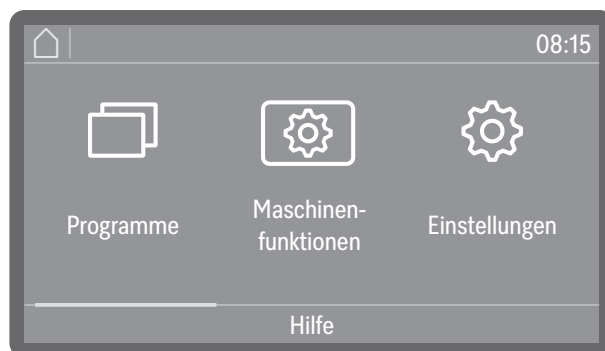 08:15
Programme
Maschinen-
funktionen
Einstellungen
Hilfe